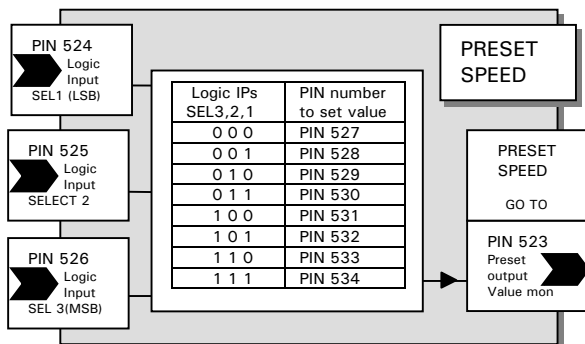 PIN 524
Logic
Input
SEL1 (LSB)
PIN 525
Logic
Input
SELECT 2
PIN 526
Logic
Input
SEL 3(MSB)
Logic IPs PIN number
SEL3,2,1 to set value
0 0 0 PIN 527
0 0 1 PIN 528
0 1 0 PIN 529
0 1 1 PIN 530
1 0 0 PIN 531
1 0 1 PIN 532
1 1 0 PIN 533
1 1 1 PIN 534
PRESET
SPEED
PRESET
SPEED
GO TO
PIN 523
Preset
output
Value mon